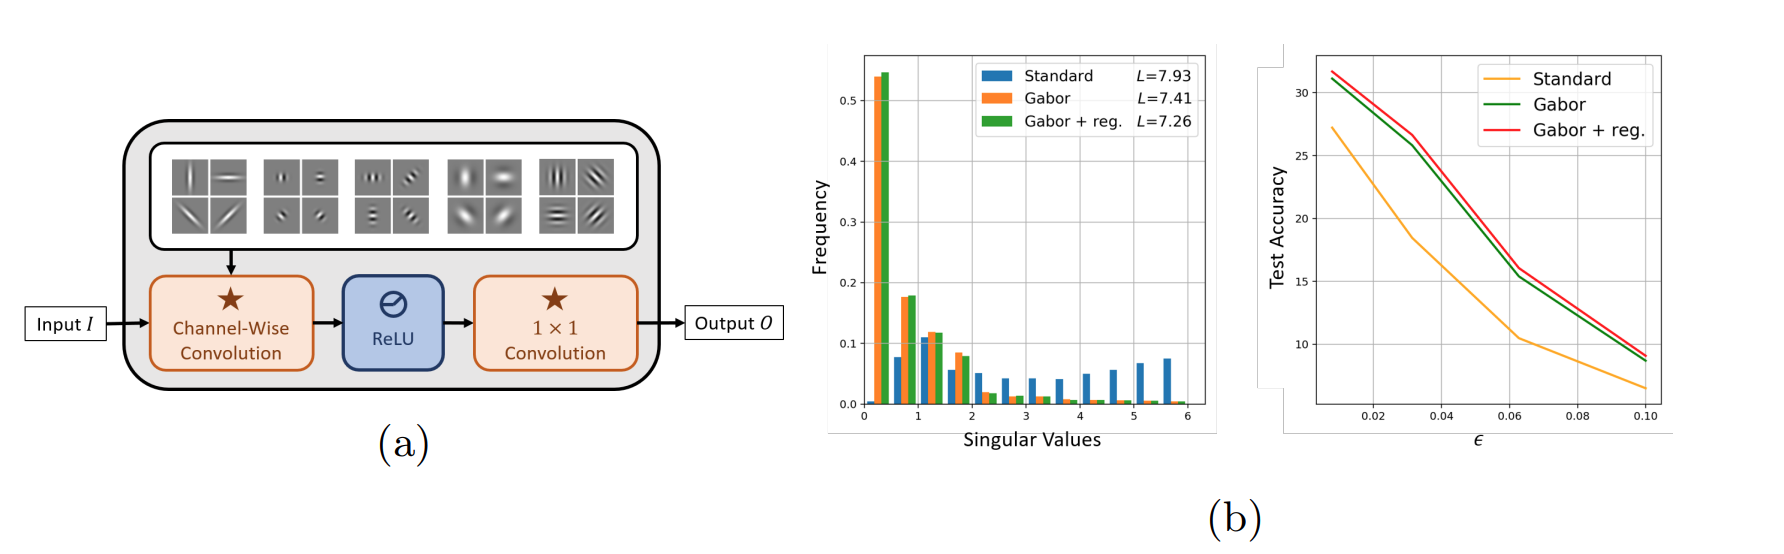 Input I
Channel-Wise
Convolution
ReLU
1 × 1
Convolution
Output O
(a)
Frequency
0.5
0.4
0.3
0.2
0.1
0.0
0 1 2 3 4 5 6
Singular Values
Standard L=7.93
Gabor L=7.41
Gabor + reg. L=7.26
Test Accuracy
30
25
20
15
10
0.02 0.04 0.06 0.08 0.10
ϵ
Standard
Gabor
Gabor + reg.
(b)